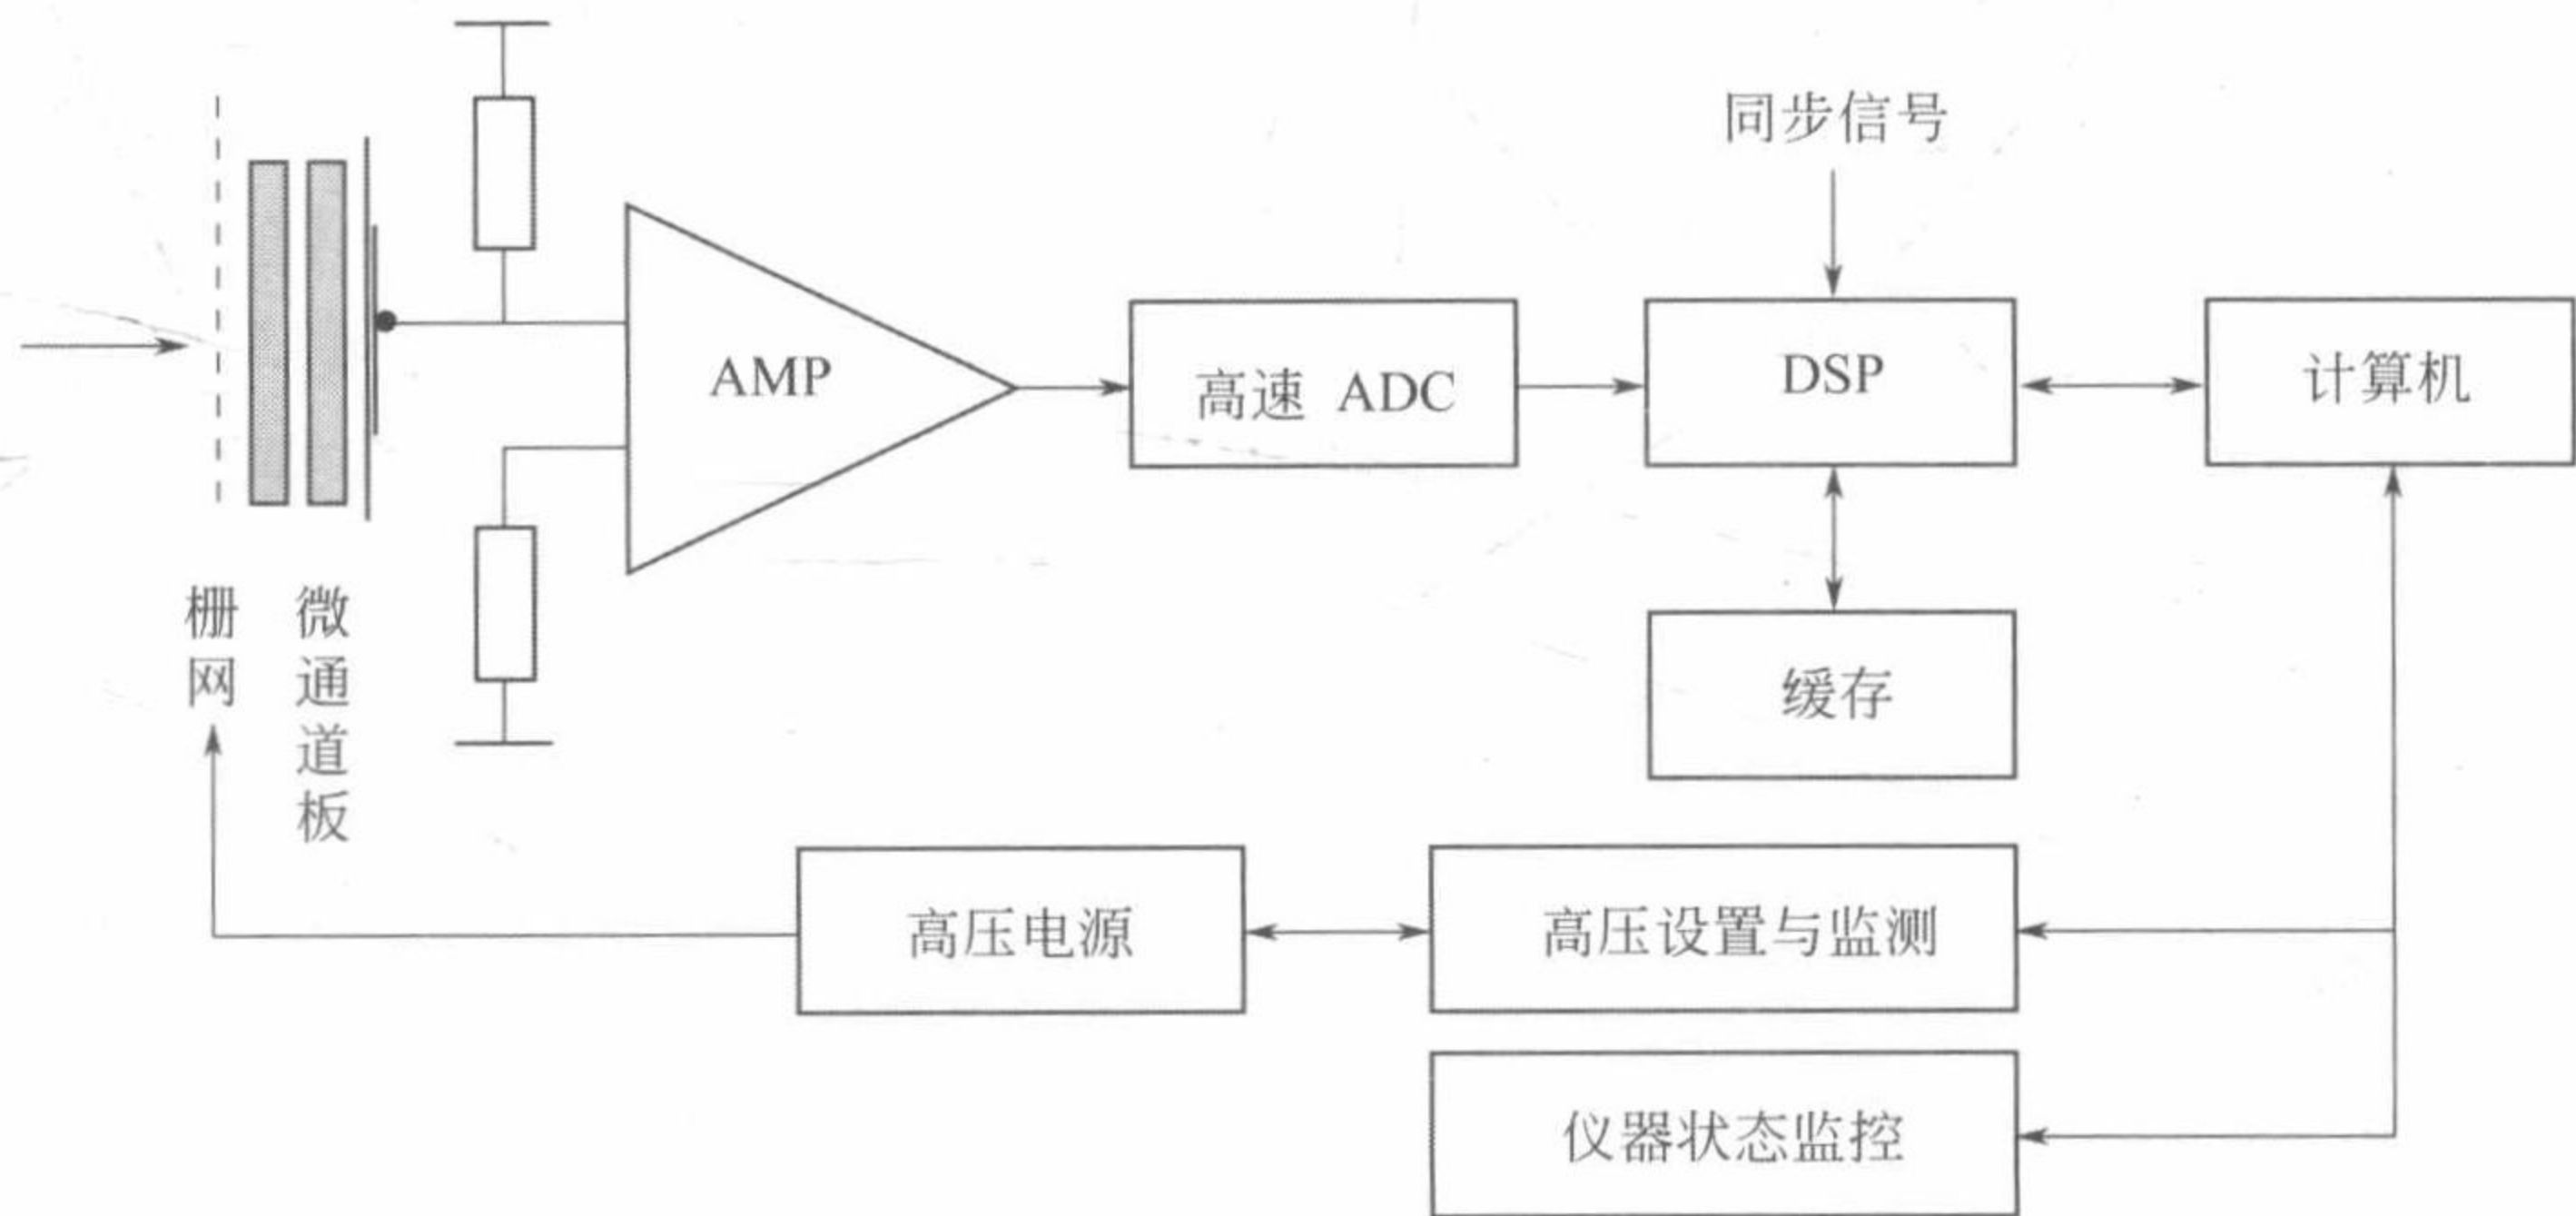 同步信号
AMP
高速 ADC
DSP
计算机
栅网
微通道板
缓存
高压电源
高压设置与监测
仪器状态监控